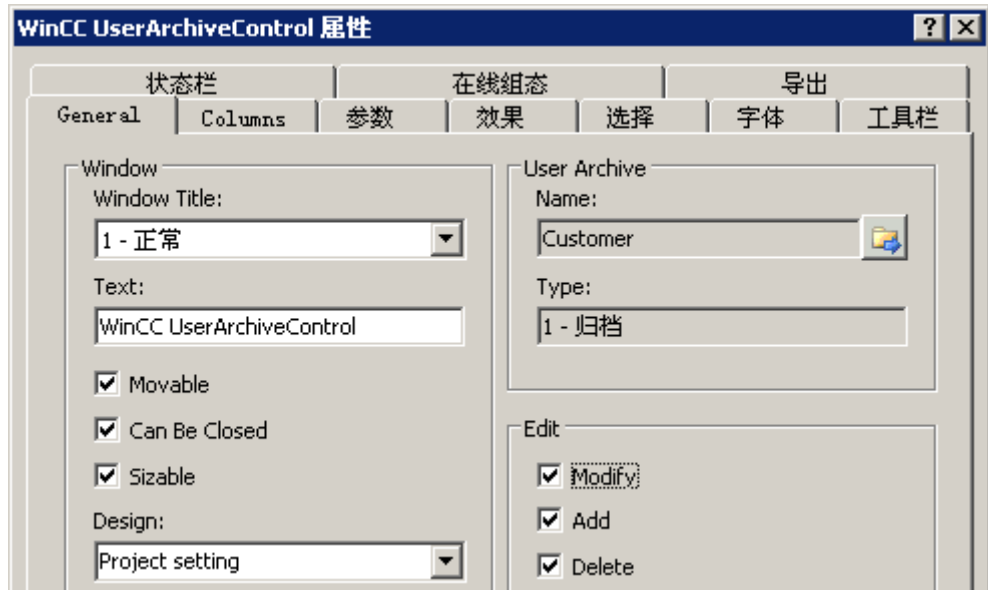 WinCC UserArchiveControl 属性
状态栏 在线组态 导出
General Columns 参数 效果 选择 字体 工具栏
Window
Window Title:
1 - 正常
Text:
WinCC UserArchiveControl
Movable
Can Be Closed
Sizable
Design:
Project setting
User Archive
Name:
Customer
Type:
1 - 归档
Edit
Modify
Add
Delete